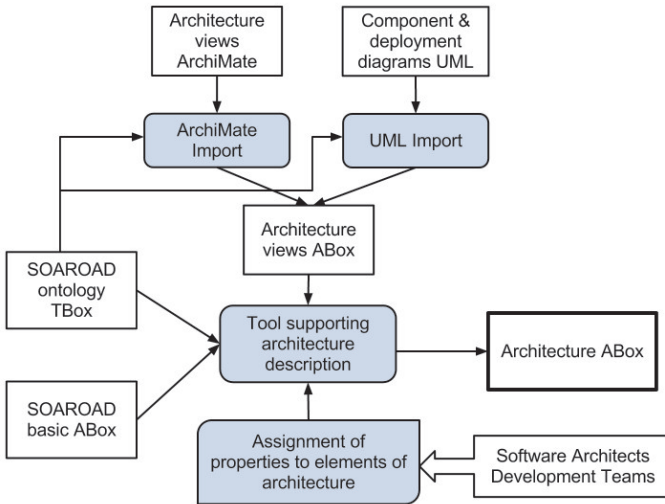 Architecture
views
ArchiMate
Component &
deployment
diagrams UML
ArchiMate
Import
UML Import
Architecture
views ABox
SOAROAD
ontology
TBox
Tool supporting
architecture
description
Architecture ABox
SOAROAD
basic ABox
Assignment of
properties to elements of
architecture
Software Architects
Development Teams